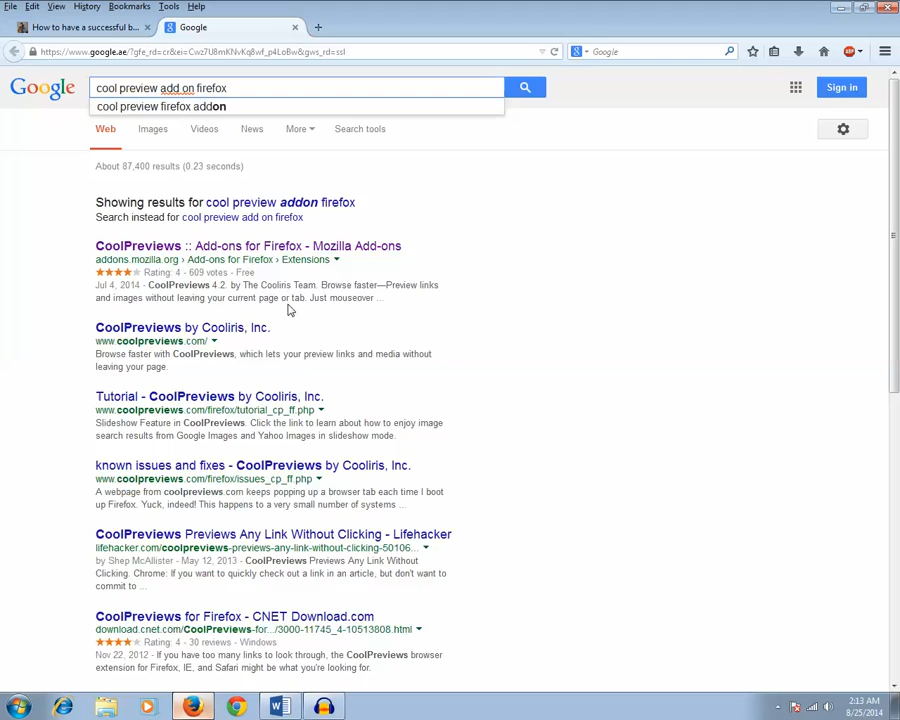 File Edit View History Bookmarks Tools Help
How to have a successful b... × Google × +
https://www.google.ae/?gfe_rd=cr&ei=Cwz7U8mKNvKq8wf_p4LoBw&gws_rd=ssl Google
Google cool preview add on firefox Sign in
cool preview firefox addon
Web Images Videos News More Search tools
About 87,400 results (0.23 seconds)
Showing results for cool preview addon firefox
Search instead for cool preview add on firefox
CoolPreviews :: Add-ons for Firefox - Mozilla Add-ons
addons.mozilla.org › Add-ons for Firefox › Extensions
Rating: 4 - 609 votes - Free
Jul 4, 2014 - CoolPreviews 4.2. by The Cooliris Team. Browse faster—Preview links
and images without leaving your current page or tab. Just mouseover ...
CoolPreviews by Cooliris, Inc.
www.coolpreviews.com/
Browse faster with CoolPreviews, which lets your preview links and media without
leaving your page.
Tutorial - CoolPreviews by Cooliris, Inc.
www.coolpreviews.com/firefox/tutorial_cp_ff.php
Slideshow Feature in CoolPreviews. Click the link to learn about how to enjoy image
search results from Google Images and Yahoo Images in slideshow mode.
known issues and fixes - CoolPreviews by Cooliris, Inc.
www.coolpreviews.com/firefox/issues_cp_ff.php
A webpage from coolpreviews.com keeps popping up a browser tab each time I boot
up Firefox. Yuck, indeed! This happens to a very small number of systems ...
CoolPreviews Previews Any Link Without Clicking - Lifehacker
lifehacker.com/coolpreviews-previews-any-link-without-clicking-50106...
by Shep McAllister - May 12, 2013 - CoolPreviews Previews Any Link Without
Clicking. Chrome: If you want to quickly check out a link in an article, but don't want to
commit to ...
CoolPreviews for Firefox - CNET Download.com
download.cnet.com/CoolPreviews-for.../3000-11745_4-10513808.html
Rating: 4 - 30 reviews - Windows
Nov 22, 2012 - If you have too many links to look through, the CoolPreviews browser
extension for Firefox, IE, and Safari might be what you're looking for.
2:13 AM
8/25/2014